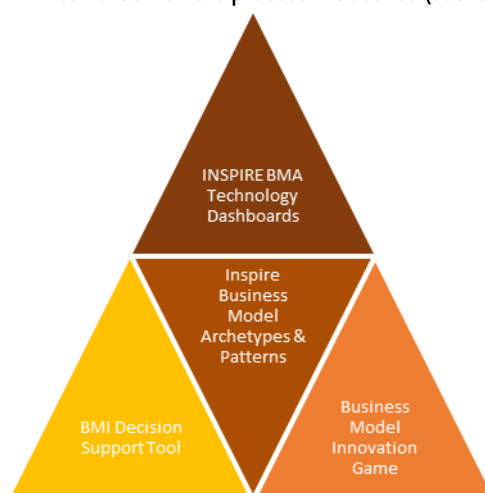 INSPIRE BMA
Technology
Dashboards
Inspire
Business
Model
Archetypes &
Patterns
BMI Decision
Support Tool
Business
Model
Innovation
Game